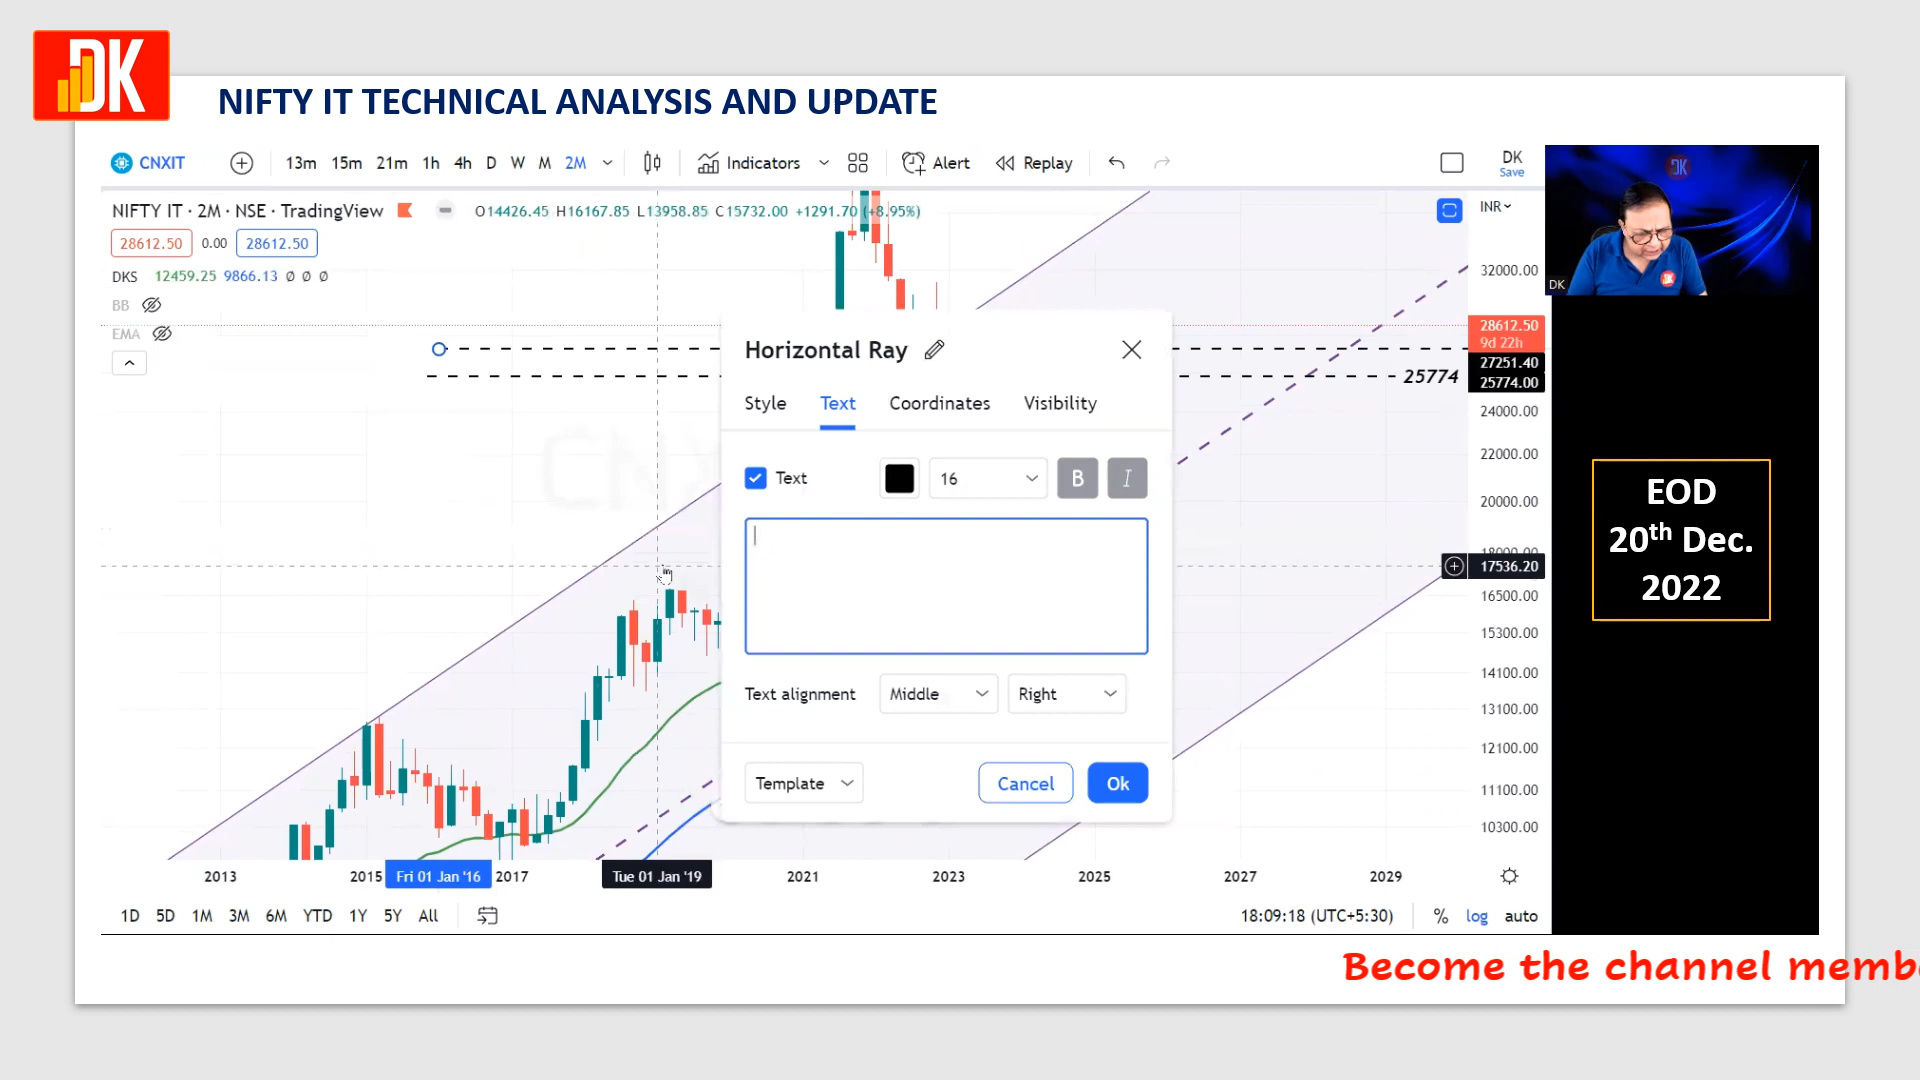 DK
NIFTY IT TECHNICAL ANALYSIS AND UPDATE
CNXIT 13m 15m 21m 1h 4h D W M 2M Indicators Alert Replay DK
Save
NIFTY IT · 2M · NSE · TradingView O14426.45 H16167.85 L13958.85 C15732.00 +1291.70 (+8.95%) INR
28612.50 0.00 28612.50
DKS 12459.25 9866.13 ∅ ∅ ∅
BB
EMA
32000.00
28612.50
9d 22h
27251.40
25774
25774.00
24000.00
22000.00
20000.00
18000.00
17536.20
16500.00
15300.00
14100.00
13100.00
12100.00
11100.00
10300.00
Horizontal Ray
Style Text Coordinates Visibility
Text 16 B I
Text alignment Middle Right
Template Cancel Ok
2013 2015 Fri 01 Jan '16 2017 Tue 01 Jan '19 2021 2023 2025 2027 2029
1D 5D 1M 3M 6M YTD 1Y 5Y All 18:09:18 (UTC+5:30) % log auto
DK
DK
DK
EOD
20th Dec.
2022
Become the channel memb